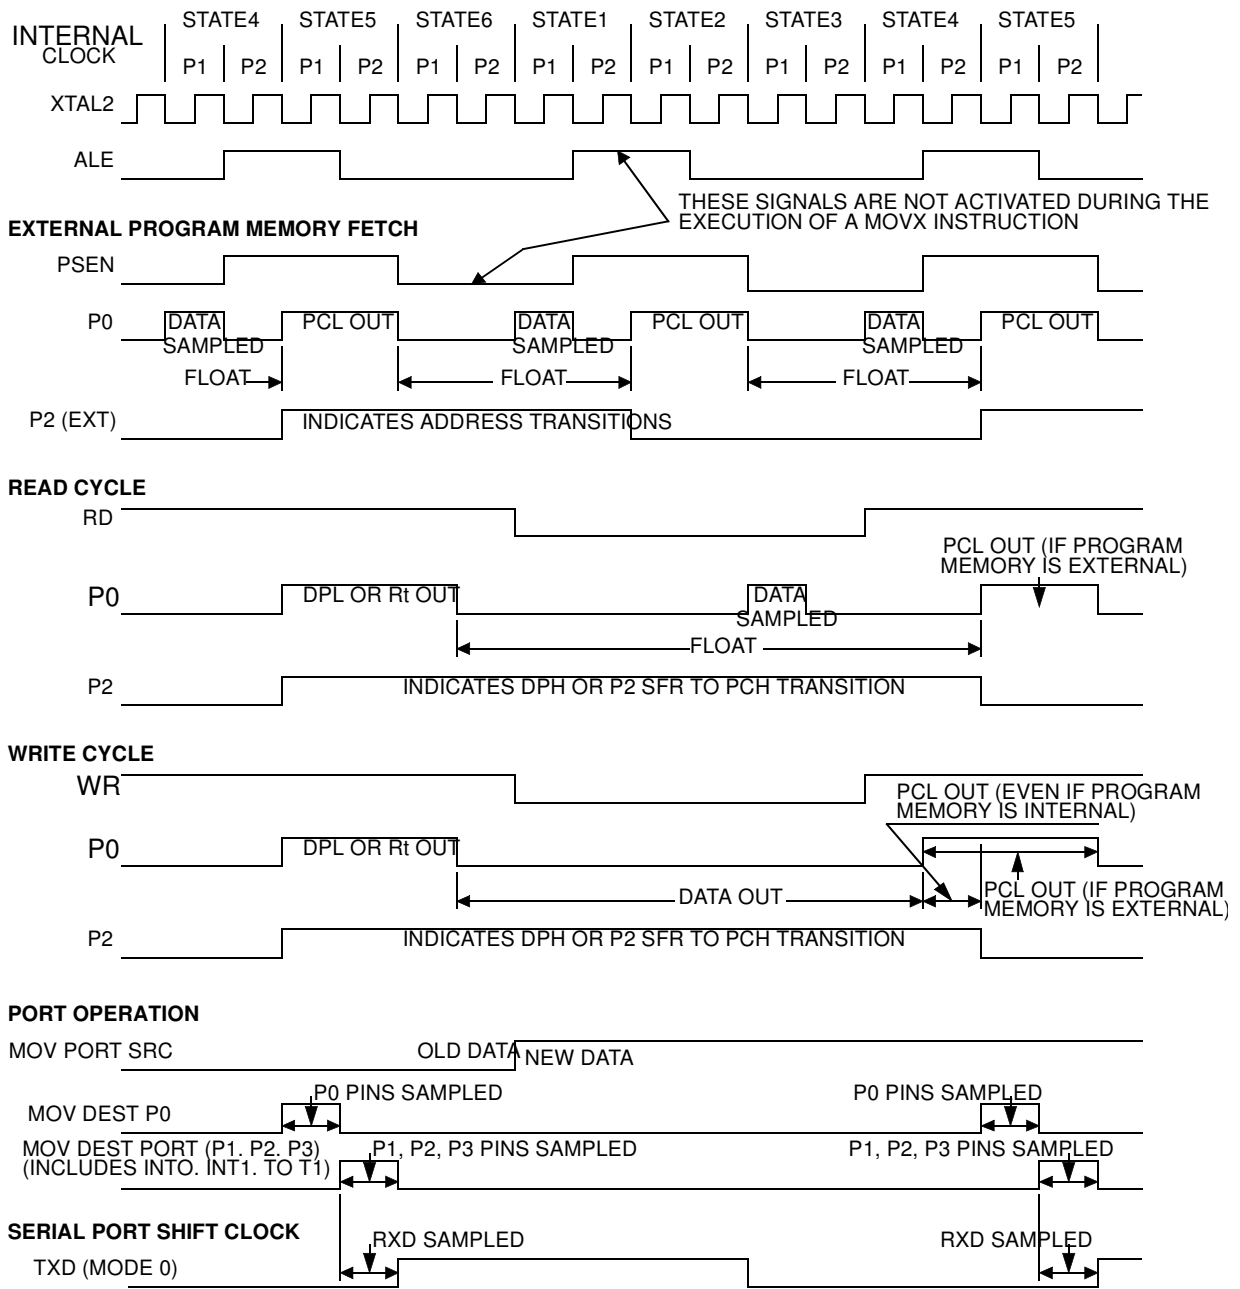 STATE4 STATE5 STATE6 STATE1 STATE2 STATE3 STATE4 STATE5
INTERNAL
CLOCK
P1 P2 P1 P2 P1 P2 P1 P2 P1 P2 P1 P2 P1 P2 P1 P2
XTAL2
ALE
THESE SIGNALS ARE NOT ACTIVATED DURING THE
EXECUTION OF A MOVX INSTRUCTION
EXTERNAL PROGRAM MEMORY FETCH
PSEN
P0 DATA PCL OUT DATA PCL OUT DATA PCL OUT
SAMPLED SAMPLED SAMPLED
FLOAT FLOAT FLOAT
P2 (EXT) INDICATES ADDRESS TRANSITIONS
READ CYCLE
RD
PCL OUT (IF PROGRAM
MEMORY IS EXTERNAL)
P0 DPL OR Rt OUT DATA
SAMPLED
FLOAT
P2 INDICATES DPH OR P2 SFR TO PCH TRANSITION
WRITE CYCLE
WR
PCL OUT (EVEN IF PROGRAM
MEMORY IS INTERNAL)
P0 DPL OR Rt OUT
DATA OUT
PCL OUT (IF PROGRAM
MEMORY IS EXTERNAL)
P2 INDICATES DPH OR P2 SFR TO PCH TRANSITION
PORT OPERATION
MOV PORT SRC OLD DATA NEW DATA
P0 PINS SAMPLED P0 PINS SAMPLED
MOV DEST P0
MOV DEST PORT (P1. P2. P3) P1, P2, P3 PINS SAMPLED P1, P2, P3 PINS SAMPLED
(INCLUDES INTO. INT1. TO T1)
SERIAL PORT SHIFT CLOCK
RXD SAMPLED RXD SAMPLED
TXD (MODE 0)